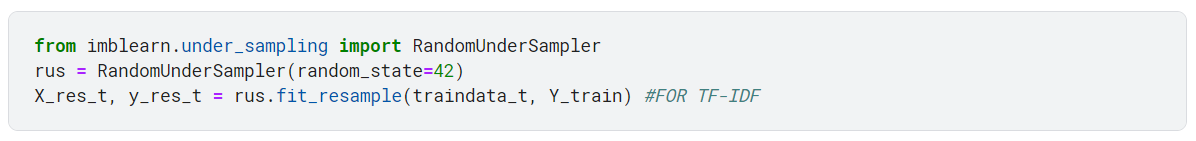 from imblearn.under_sampling import RandomUnderSampler
rus = RandomUnderSampler(random_state=42)
X_res_t, y_res_t = rus.fit_resample(traindata_t, Y_train) #FOR TF-IDF